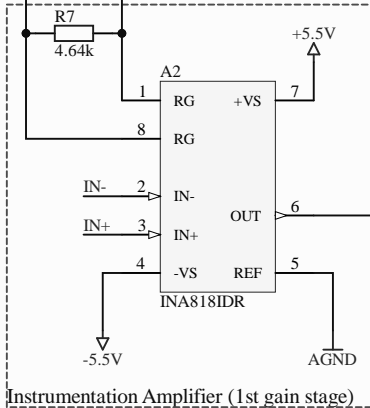 R7
4.64k
+5.5V
A2
1 RG +VS 7
8 RG
IN- 2 IN-
OUT 6
IN+ 3 IN+
4 -VS REF 5
INA818IDR
-5.5V AGND
Instrumentation Amplifier (1st gain stage)